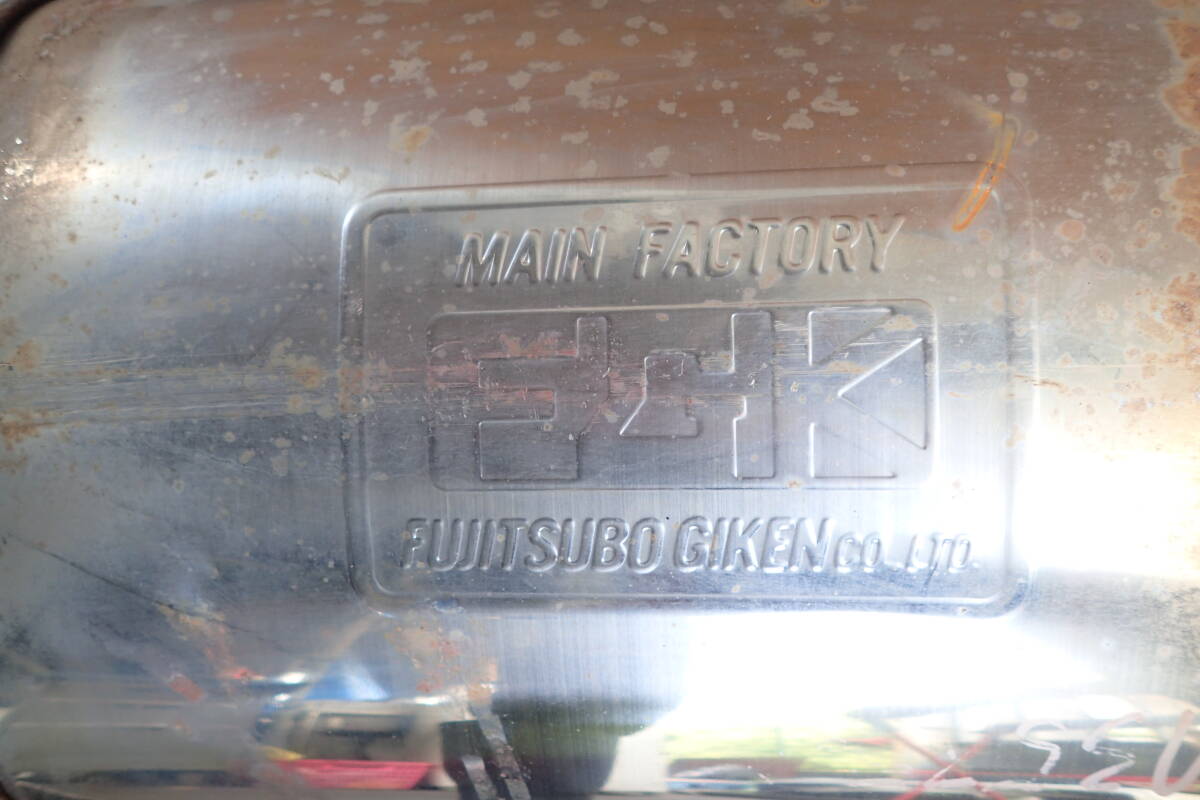 MAIN FACTORY
FUJITSUBO GIKEN CO. LTD.